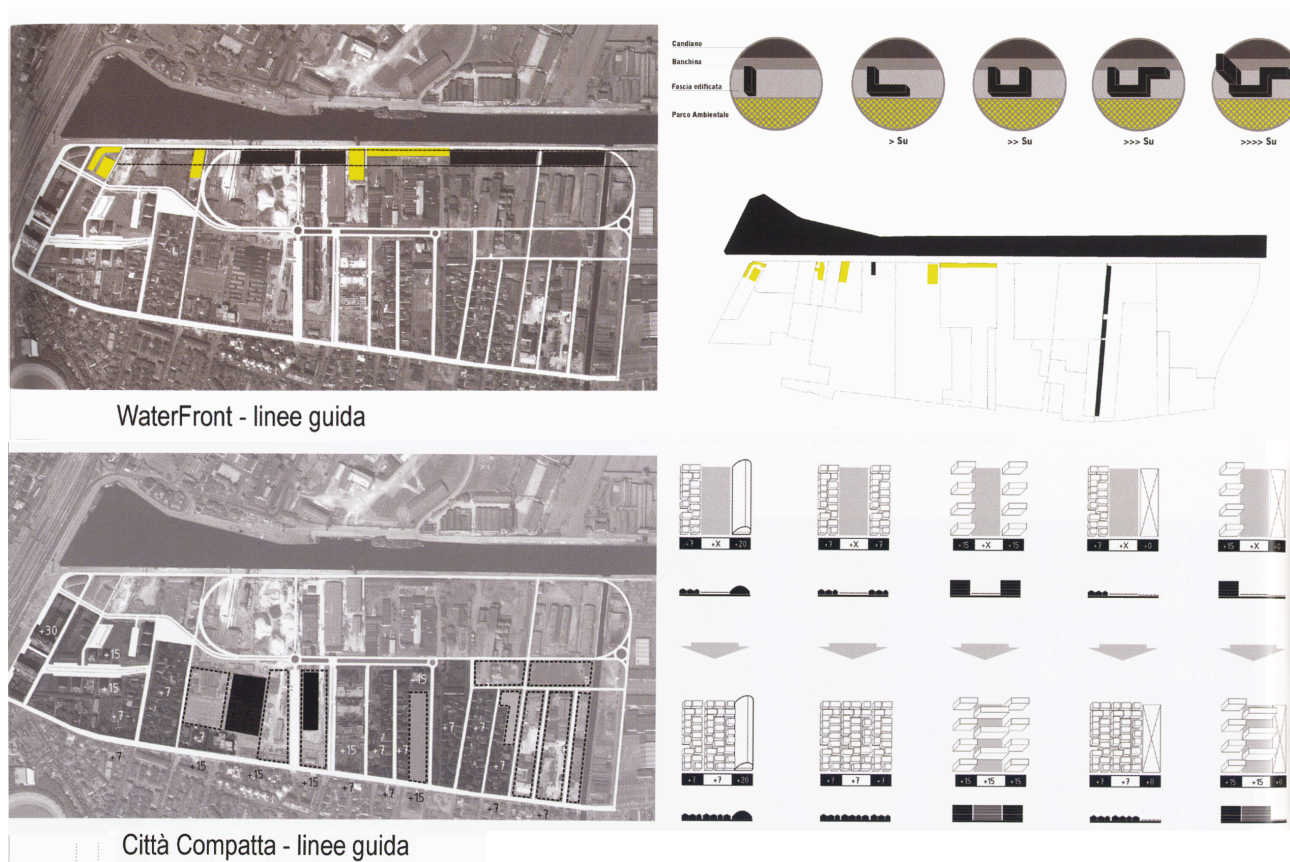 Candiano
Banchina
Fascia edificata
Parco Ambientale
> Su
>> Su
>>> Su
>>>> Su
WaterFront - linee guida
+7 +X +20
+7 +X +7
+15 +X +15
+7 +X +0
+15 +X +0
+30
+15
+15
+7
+7
+15
+7
+7
+7
+15
+7
+7
+7
+15
+15
+15
+7
+7
+15
+7
+7
+7
+7 +7 +20
+7 +7 +7
+15 +15 +15
+7 +7 +0
+15 +15 +0
Città Compatta - linee guida